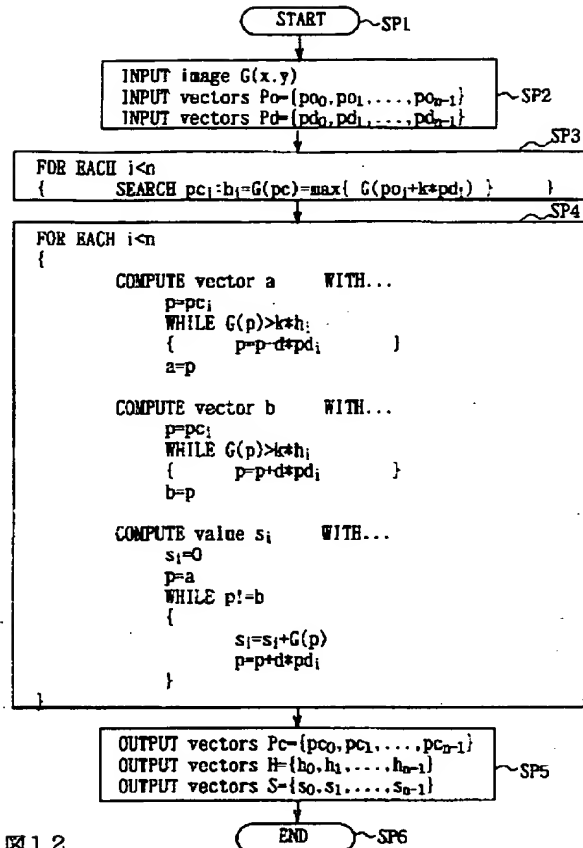 START SP1
INPUT image G(x.y)
INPUT vectors Po={po0,po1,....,pon-1}
INPUT vectors Pd={pd0,pd1,....,pdn-1}
SP2
SP3
FOR EACH i<n
{ SEARCH pci:hi=G(pc)=max{ G(poi+k*pdi) } }
SP4
FOR EACH i<n
{
COMPUTE vector a WITH...
p=pci
WHILE G(p)>k*hi
{ p=p-d*pdi }
a=p
COMPUTE vector b WITH...
p=pci
WHILE G(p)>k*hi
{ p=p+d*pdi }
b=p
COMPUTE value si WITH...
si=0
p=a
WHILE p!=b
{
si=si+G(p)
p=p+d*pdi
}
}
OUTPUT vectors Pc={pc0,pc1,....,pcn-1}
OUTPUT vectors H={h0,h1,....,hn-1}
OUTPUT vectors S={s0,s1,....,sn-1}
SP5
図12
END SP6